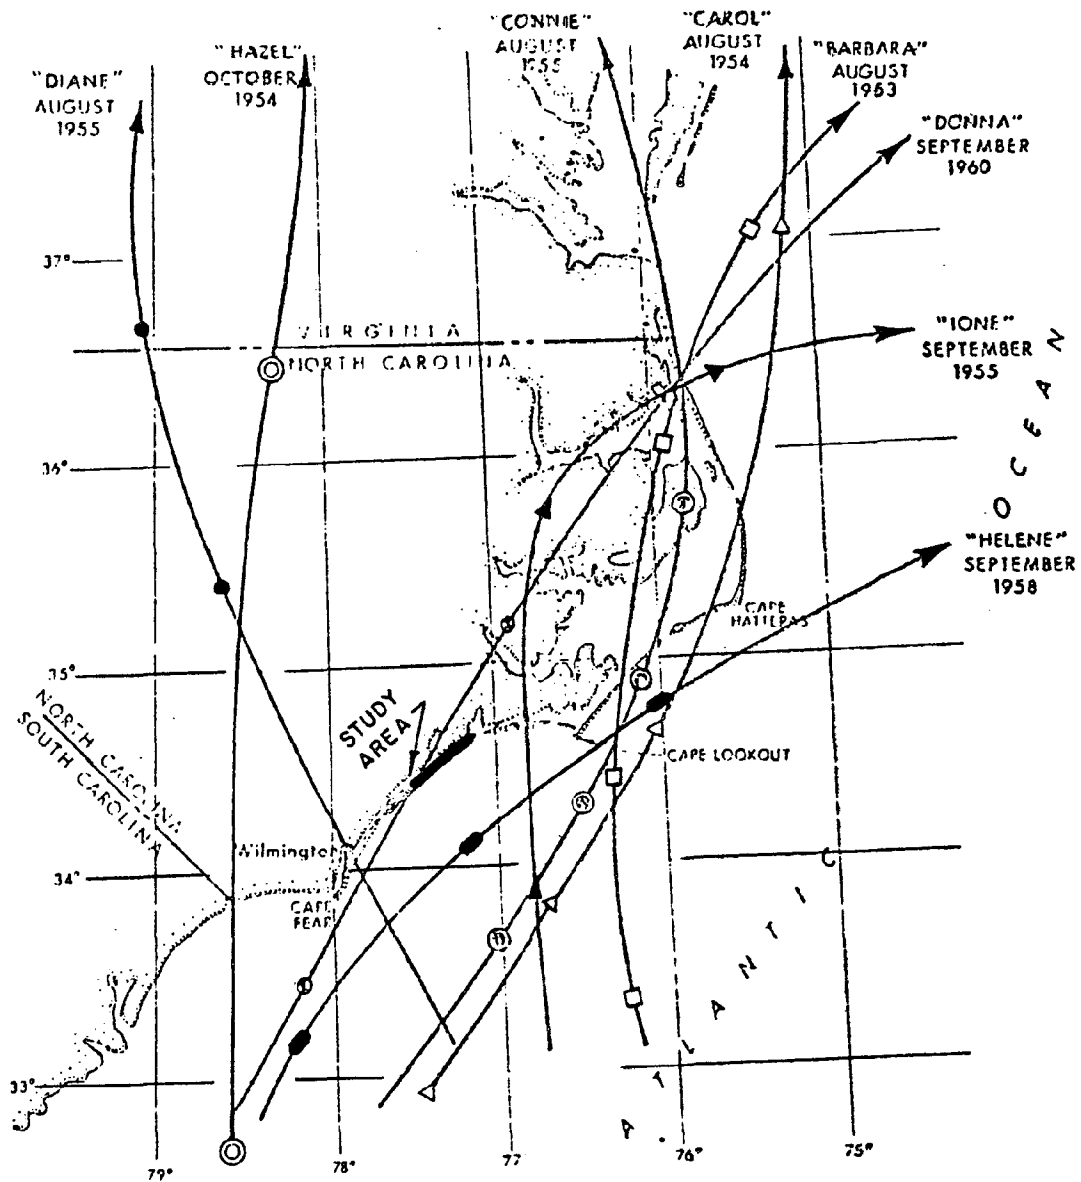 "CONNIE"
AUGUST
1955
"CAROL"
AUGUST
1954
"HAZEL"
OCTOBER
1954
"BARBARA"
AUGUST
1953
"DIANE"
AUGUST
1955
"DONNA"
SEPTEMBER
1960
37°
VIRGINIA
NORTH CAROLINA
"IONE"
SEPTEMBER
1955
36°
"HELENE"
SEPTEMBER
1958
CAPE
HATTERAS
35°
NORTH CAROLINA
SOUTH CAROLINA
STUDY
AREA
CAPE LOOKOUT
Wilmington
34°
CAPE
FEAR
ATLANTIC OCEAN
33°
79°
78°
77°
76°
75°